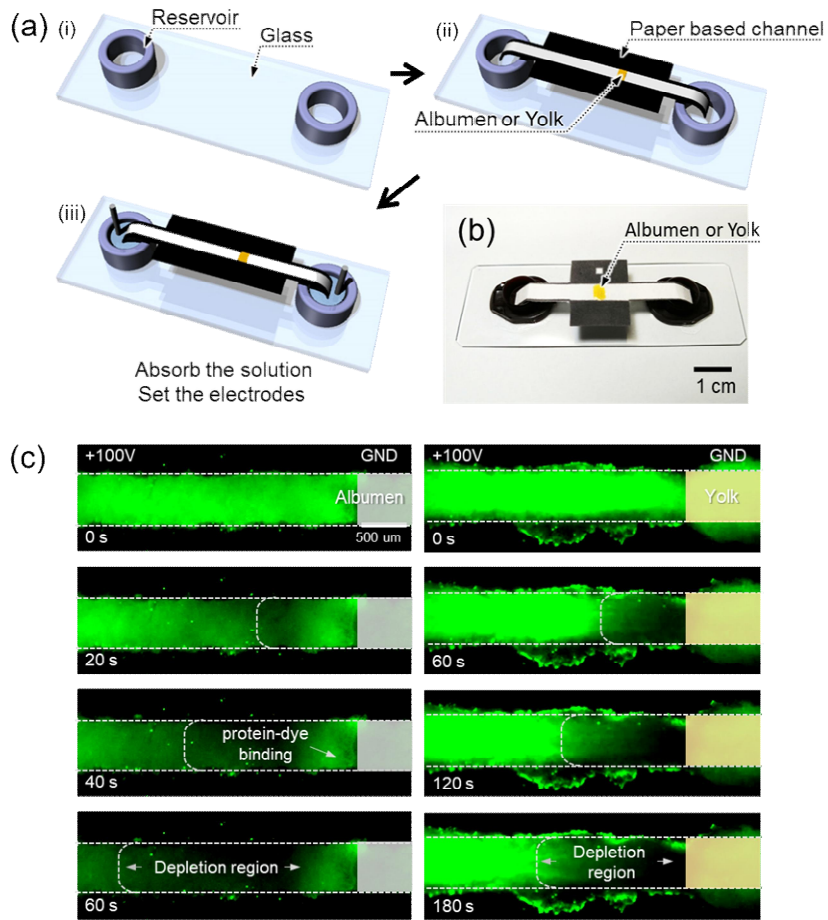 (a)
(i)
Reservoir
Glass
(ii)
Paper based channel
Albumen or Yolk
(iii)
Absorb the solution
Set the electrodes
(b)
Albumen or Yolk
1 cm
(c)
+100V
GND
Albumen
500 um
0 s
20 s
protein-dye
binding
40 s
Depletion region
60 s
+100V
GND
Yolk
0 s
60 s
120 s
Depletion
region
180 s